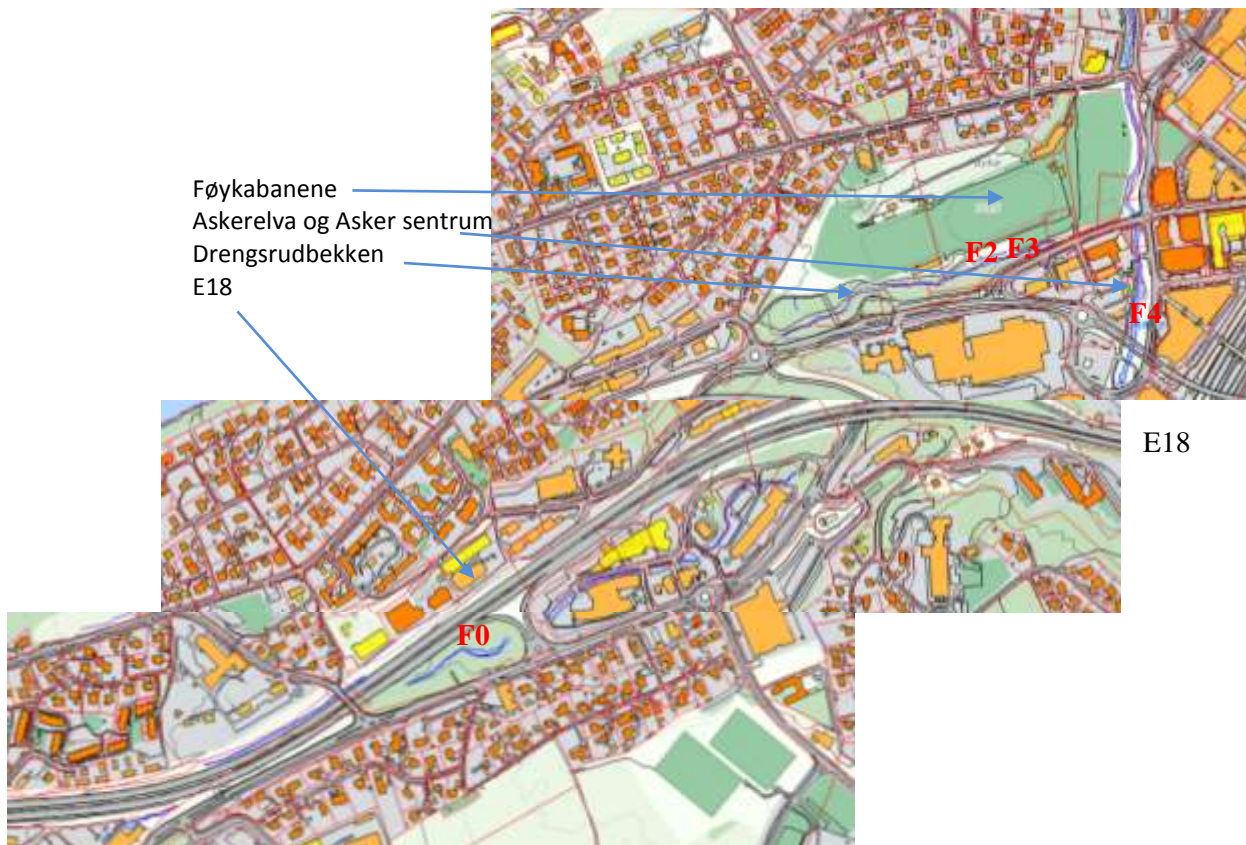 Føykabanene
Askerelva og Asker sentrum
Drengsrudbekken
E18
F2 F3
F4
E18
F0